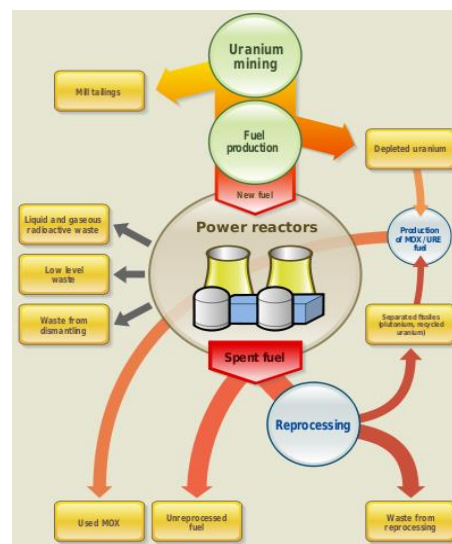 Uranium
mining
Mill tailings
Fuel
production
Depleted uranium
New fuel
Liquid and gaseous
radioactive waste
Power reactors
Production
of MOX/URE
fuel
Low level
waste
Waste from
dismantling
Separated fissiles
(plutonium, recycled
uranium)
Spent fuel
Reprocessing
Used MOX
Unreprocessed
fuel
Waste from
reprocessing